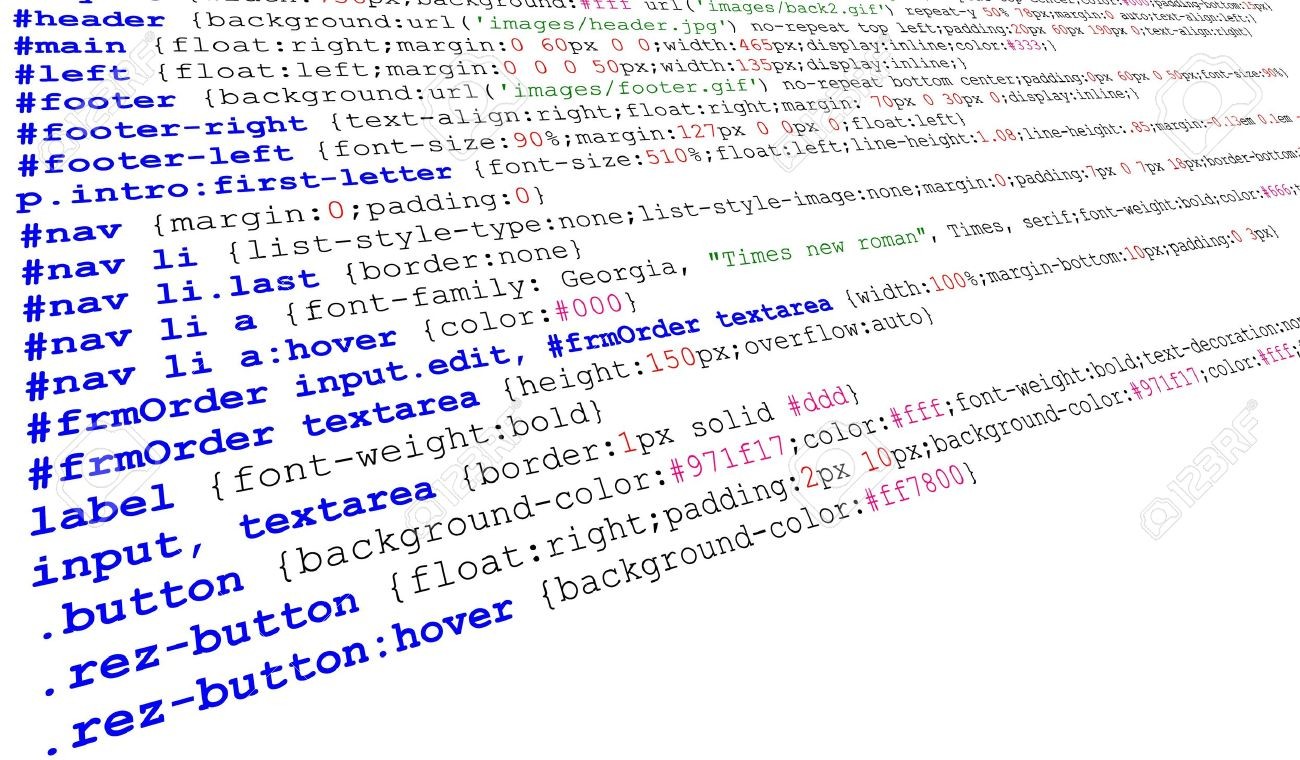 top center;color:#000;padding-bottom:15px}
background:#fff url('images/back2.gif') repeat-y 50% 78px;margin:0 auto;text-align:left;}
#header {background:url('images/header.jpg') no-repeat top left;padding:20px 60px 190px 0;text-align:right}
#main {float:right;margin:0 60px 0 0;width:465px;display:inline;color:#333;}
#left {float:left;margin:0 0 0 50px;width:135px;display:inline;}
#footer {background:url('images/footer.gif') no-repeat bottom center;padding:0px 60px 0 50px;font-size:90%}
#footer-right {text-align:right;float:right;margin: 70px 0 30px 0;display:inline;}
#footer-left {font-size:90%;margin:127px 0 0px 0;float:left}
p.intro:first-letter {font-size:510%;float:left;line-height:1.08;line-height:.85;margin:-0.13em 0.1em -
#nav {margin:0;padding:0}
#nav li {list-style-type:none;list-style-image:none;margin:0;padding:7px 0 7px 18px;border-bottom:
#nav li.last {border:none}
#nav li a {font-family: Georgia, "Times new roman", Times, serif;font-weight:bold;color:#666;
#nav li a:hover {color:#000}
#frmOrder input.edit, #frmOrder textarea {width:100%;margin-bottom:10px;padding:0 3px}
#frmOrder textarea {height:150px;overflow:auto}
label {font-weight:bold}
input, textarea {border:1px solid #ddd}
.button {background-color:#971f17;color:#fff;font-weight:bold;text-decoration:no
.rez-button {float:right;padding:2px 10px;background-color:#971f17;color:#fff;
.rez-button:hover {background-color:#ff7800}
123RF
123RF